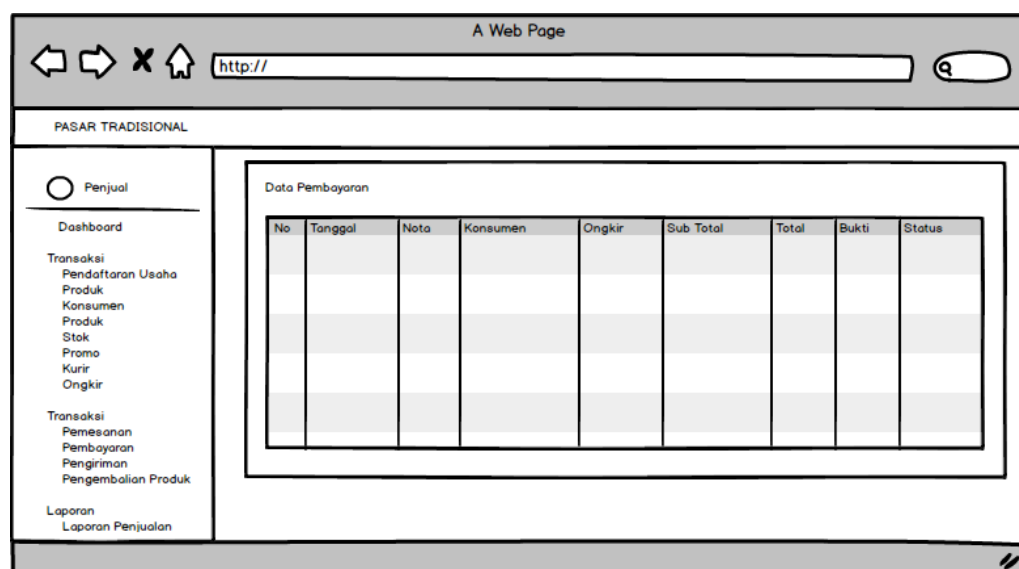 A Web Page
http://
PASAR TRADISIONAL
Penjual
Dashboard
Transaksi
Pendaftaran Usaha
Produk
Konsumen
Produk
Stok
Promo
Kurir
Ongkir
Transaksi
Pemesanan
Pembayaran
Pengiriman
Pengembalian Produk
Laporan
Laporan Penjualan
Data Pembayaran
No Tanggal Nota Konsumen Ongkir Sub Total Total Bukti Status